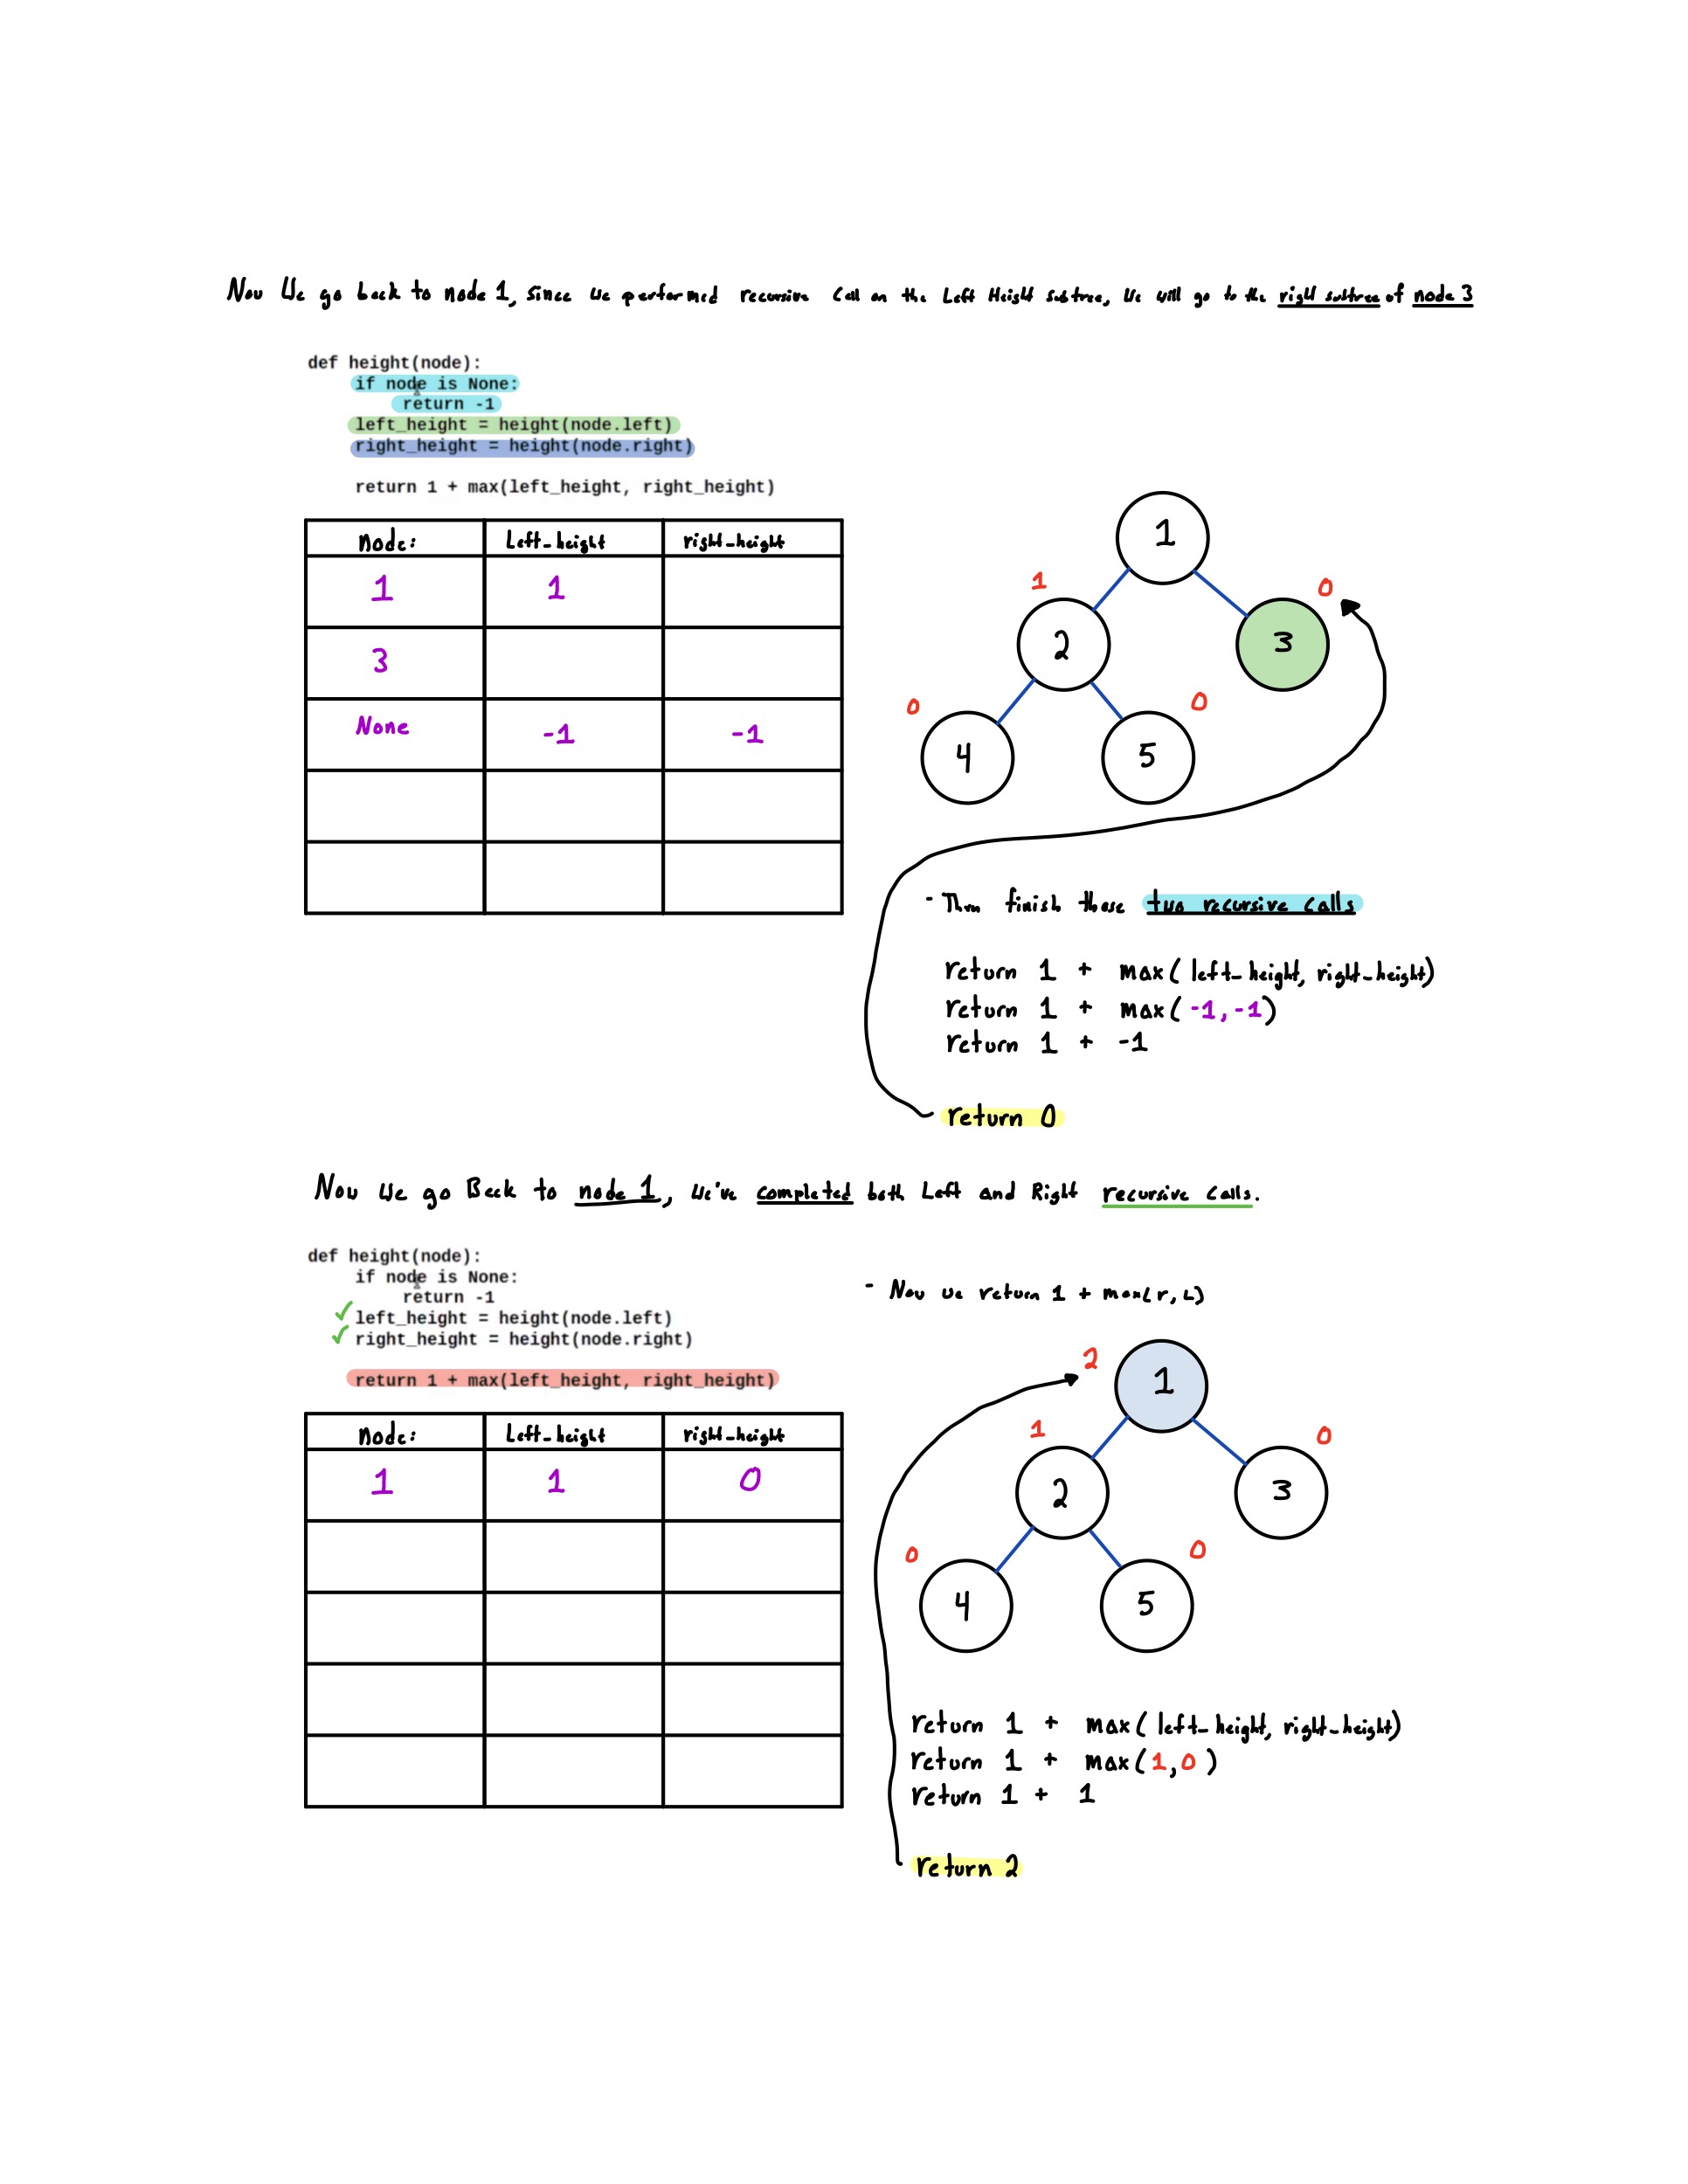 Now We go back to node 1, since we performed recursive call on the Left Height subtree, we will go to the right subtree of node 3
def height(node):
if node is None:
return -1
left_height = height(node.left)
right_height = height(node.right)
return 1 + max(left_height, right_height)
Node: Left_height right_height
1 1
3
None -1 -1
1
1 0
2 3
0 0
4 5
- Then finish those two recursive calls
return 1 + max( left_height, right_height)
return 1 + max( -1, -1)
return 1 + -1
return 0
Now We go Back to node 1, we've completed both Left and Right recursive calls.
def height(node):
if node is None:
return -1
left_height = height(node.left)
right_height = height(node.right)
return 1 + max(left_height, right_height)
- Now we return 1 + max(r, L)
Node: Left_height right_height
1 1 0
2 1
1 0
2 3
0 0
4 5
return 1 + max( left_height, right_height)
return 1 + max( 1, 0 )
return 1 + 1
return 2